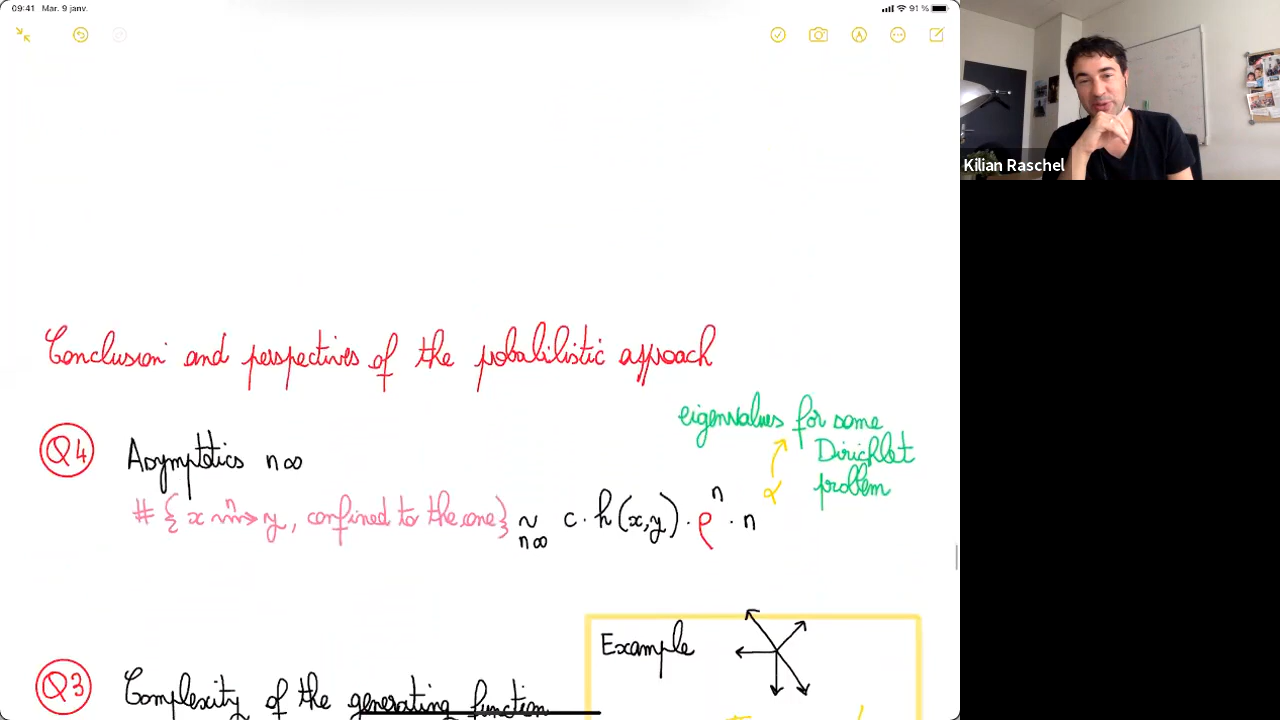 09:41 Mar. 9 janv.
91 %
Kilian Raschel
Conclusion and perspectives of the probabilistic approach
eigenvalues for some
Dirichlet
problem
Q4 Asymptotics n∞
# { x n⇝ y, confined to the cone} ~ n∞ c · h(x,y) · ρ^n · n^α
Example
Q3 Complexity of the generating function